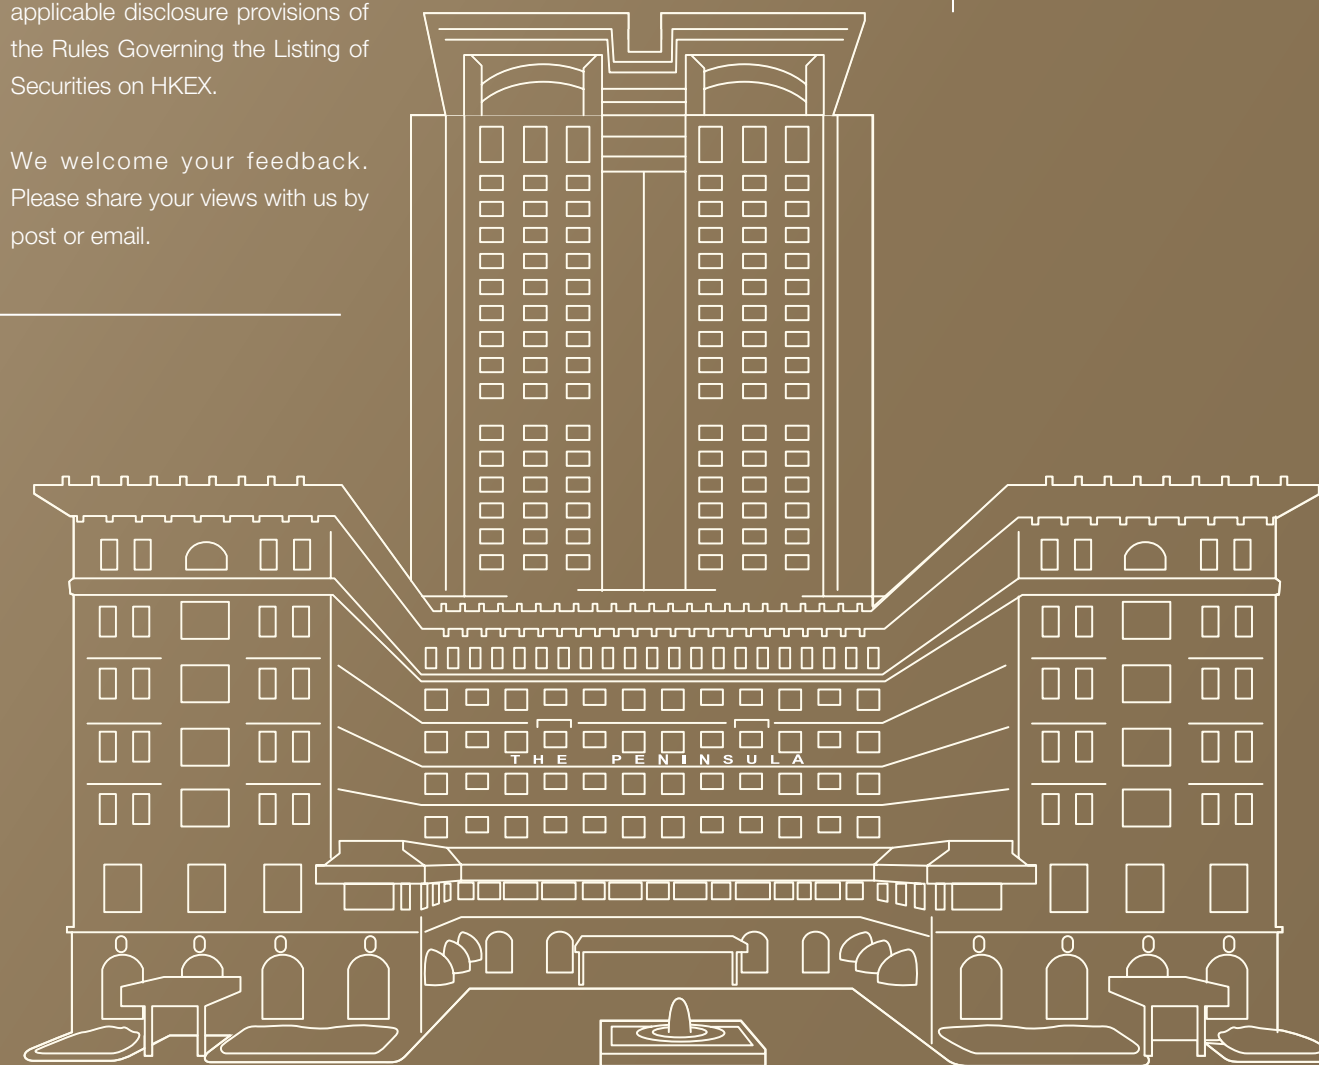 applicable disclosure provisions of
the Rules Governing the Listing of
Securities on HKEX.
We welcome your feedback.
Please share your views with us by
post or email.
THE PENINSULA